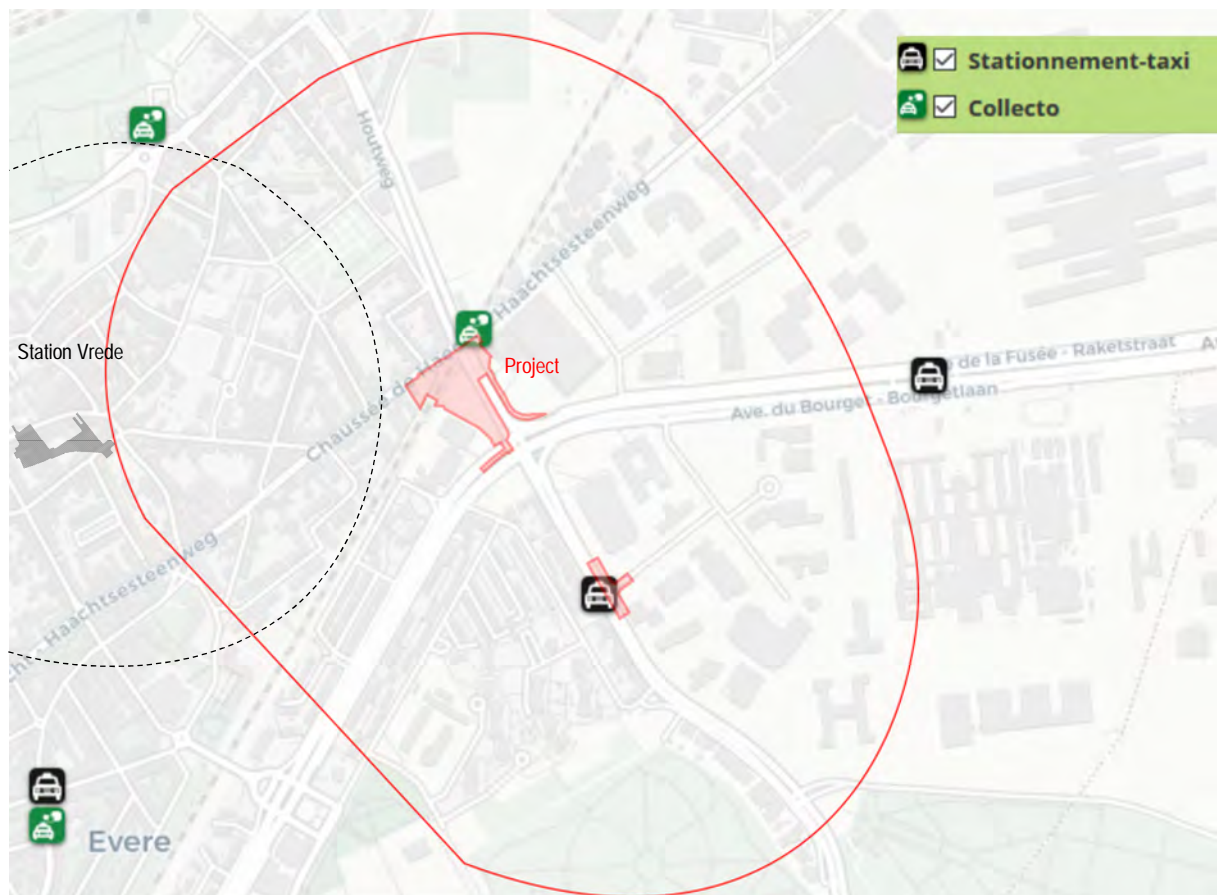 Stationnement-taxi
Collecto
Houtweg
Haachtsesteenweg
Station Vrede
Project
Chaussée de
e de la Fusée - Raketstraat
Ave. du Bourget - Bourgetlaan
Haachtsesteenweg
Evere